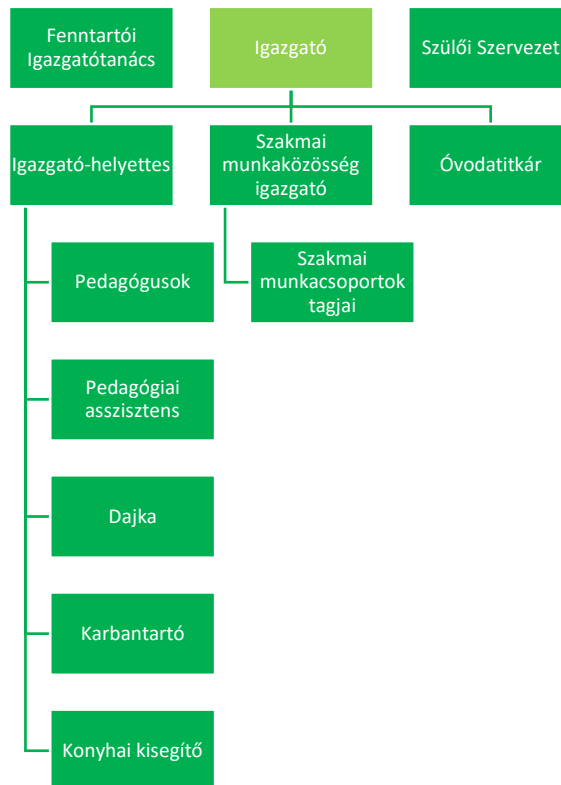 Fenntartói
Igazgatótanács
Igazgató
Szülői Szervezet
Igazgató-helyettes
Szakmai
munkaközösség
igazgató
Óvodatitkár
Pedagógusok
Szakmai
munkacsoportok
tagjai
Pedagógiai
asszisztens
Dajka
Karbantartó
Konyhai kisegítő